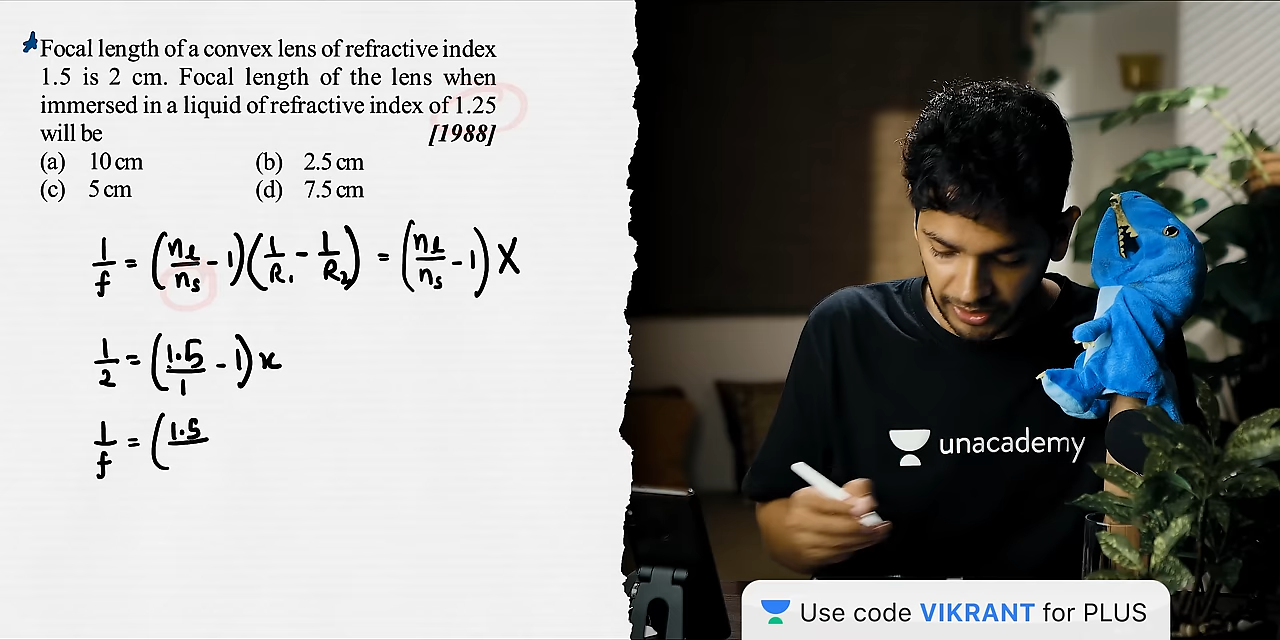 Focal length of a convex lens of refractive index
1.5 is 2 cm. Focal length of the lens when
immersed in a liquid of refractive index of 1.25
will be [1988]
(a) 10 cm (b) 2.5 cm
(c) 5 cm (d) 7.5 cm
1/f = (nℓ/ns - 1)(1/R₁ - 1/R₂) = (nℓ/ns - 1) X
1/2 = (1.5/1 - 1) x
1/f = (1.5/
unacademy
Use code VIKRANT for PLUS